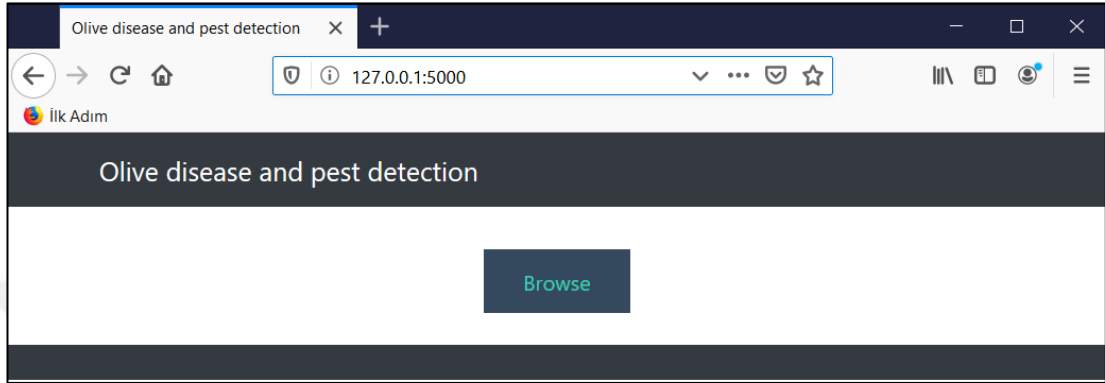 Olive disease and pest detection
127.0.0.1:5000
İlk Adım
Olive disease and pest detection
Browse